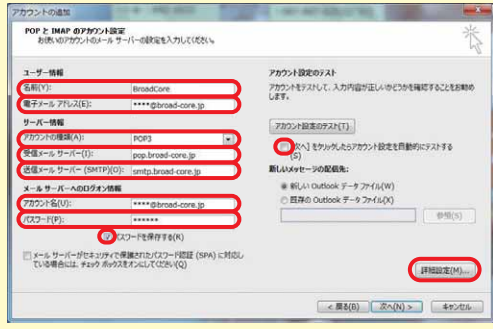 アカウントの追加
POP と IMAP のアカウント設定
お使いのアカウントのメール サーバーの設定を入力してください。
ユーザー情報
名前(Y): BroadCore
電子メール アドレス(E): ****@broad-core.jp
サーバー情報
アカウントの種類(A): POP3
受信メール サーバー(I): pop.broad-core.jp
送信メール サーバー (SMTP)(O): smtp.broad-core.jp
メール サーバーへのログオン情報
アカウント名(U): ****@broad-core.jp
パスワード(P): ******
パスワードを保存する(R)
メール サーバーがセキュリティで保護されたパスワード認証 (SPA) に対応し
ている場合には、チェック ボックスをオンにしてください(Q)
アカウント設定のテスト
アカウントをテストして、入力内容が正しいかどうかを確認することをお勧め
します。
アカウント設定のテスト(T)...
次へ] をクリックしたらアカウント設定を自動的にテストする
(S)
新しいメッセージの配信先:
新しい Outlook データ ファイル(W)
既存の Outlook データ ファイル(X)
参照(S)
詳細設定(M)...
< 戻る(B)
次へ(N) >
キャンセル